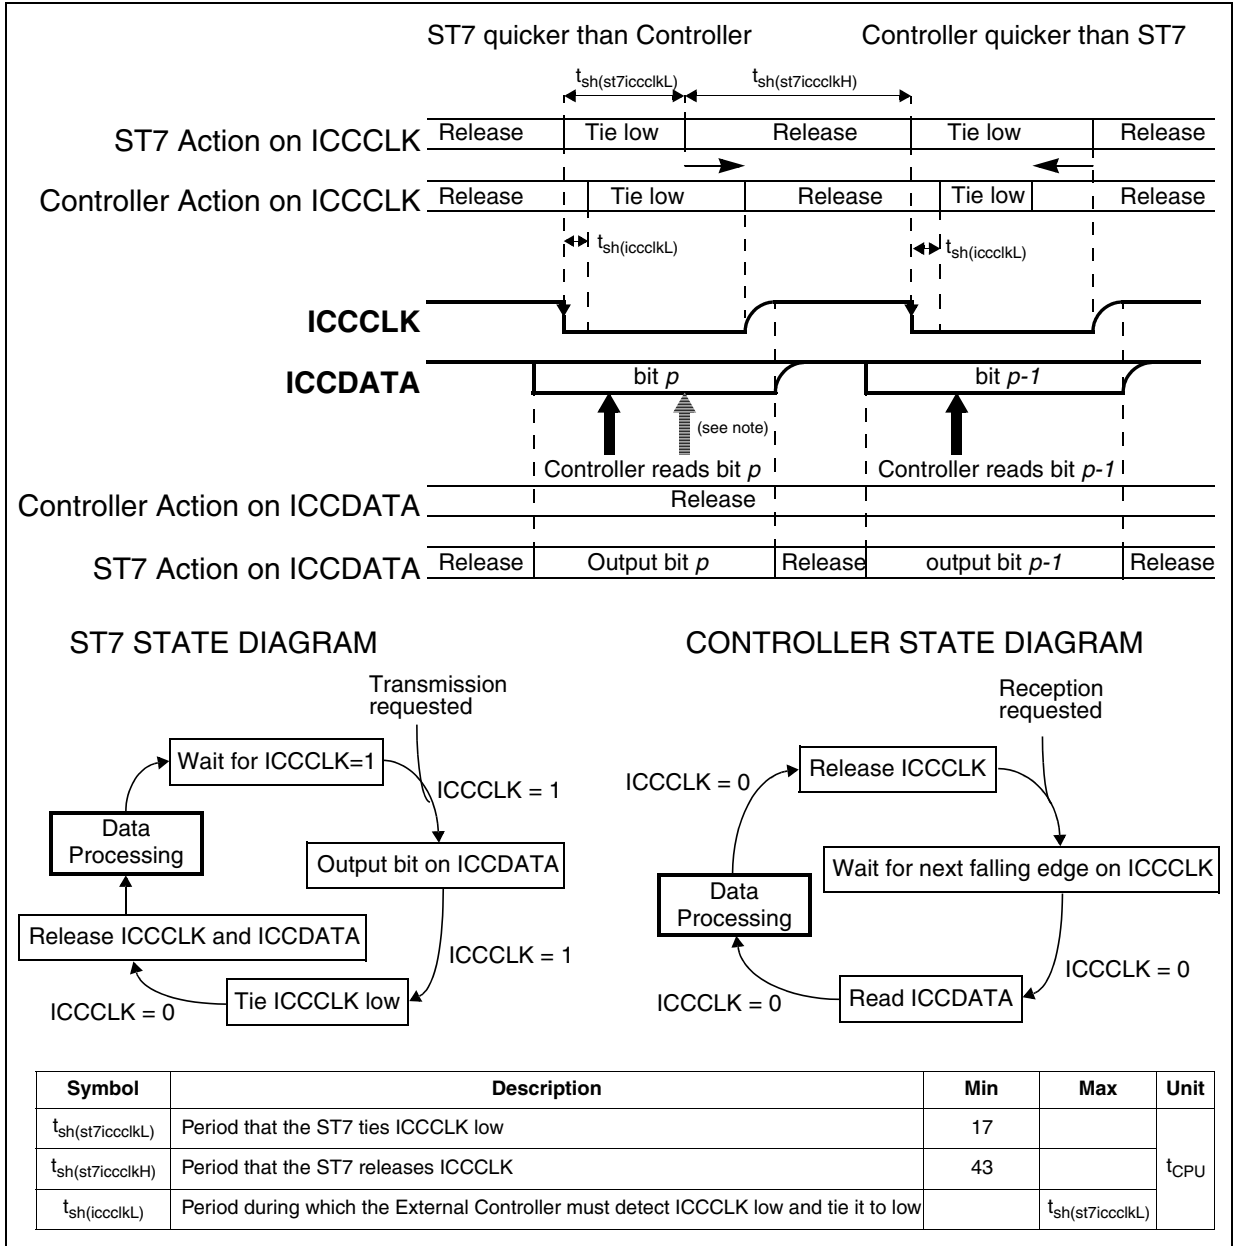 ST7 quicker than Controller
Controller quicker than ST7
tsh(st7iccclkL)
tsh(st7iccclkH)
ST7 Action on ICCCLK
Release
Tie low
Release
Tie low
Release
Controller Action on ICCCLK
Release
Tie low
Release
Tie low
Release
tsh(iccclkL)
tsh(iccclkL)
ICCCLK
ICCDATA
bit p
bit p-1
(see note)
Controller reads bit p
Controller reads bit p-1
Controller Action on ICCDATA
Release
ST7 Action on ICCDATA
Release
Output bit p
Release
output bit p-1
Release
ST7 STATE DIAGRAM
Transmission
requested
Wait for ICCCLK=1
ICCCLK = 1
Data
Processing
Output bit on ICCDATA
Release ICCCLK and ICCDATA
ICCCLK = 1
Tie ICCCLK low
ICCCLK = 0
CONTROLLER STATE DIAGRAM
Reception
requested
Release ICCCLK
ICCCLK = 0
Wait for next falling edge on ICCCLK
Data
Processing
ICCCLK = 0
Read ICCDATA
ICCCLK = 0
Symbol Description Min Max Unit
tsh(st7iccclkL) Period that the ST7 ties ICCCLK low 17
tsh(st7iccclkH) Period that the ST7 releases ICCCLK 43 tCPU
tsh(iccclkL) Period during which the External Controller must detect ICCCLK low and tie it to low tsh(st7iccclkL)